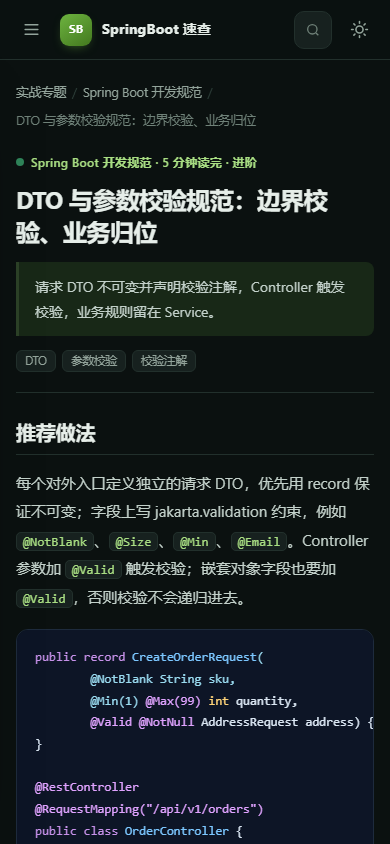 SB SpringBoot 速查
实战专题 / Spring Boot 开发规范 /
DTO 与参数校验规范：边界校验、业务归位
Spring Boot 开发规范 · 5 分钟读完 · 进阶
DTO 与参数校验规范：边界校
验、业务归位
请求 DTO 不可变并声明校验注解，Controller 触发
校验，业务规则留在 Service。
DTO 参数校验 校验注解
推荐做法
每个对外入口定义独立的请求 DTO，优先用 record 保
证不可变；字段上写 jakarta.validation 约束，例如
@NotBlank、@Size、@Min、@Email。Controller
参数加 @Valid 触发校验；嵌套对象字段也要加
@Valid，否则校验不会递归进去。
public record CreateOrderRequest(
@NotBlank String sku,
@Min(1) @Max(99) int quantity,
@Valid @NotNull AddressRequest address) {
}
@RestController
@RequestMapping("/api/v1/orders")
public class OrderController {